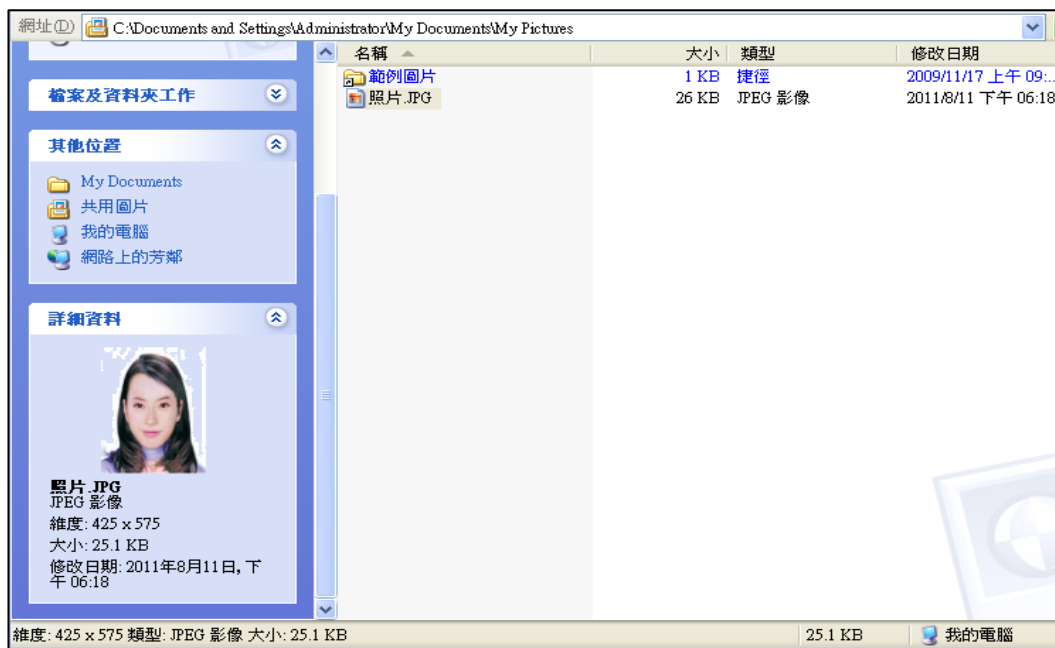 網址(D) C:\Documents and Settings\Administrator\My Documents\My Pictures
名稱 大小 類型 修改日期
範例圖片 1 KB 捷徑 2009/11/17 上午 09:...
照片.JPG 26 KB JPEG 影像 2011/8/11 下午 06:18
檔案及資料夾工作
其他位置
My Documents
共用圖片
我的電腦
網路上的芳鄰
詳細資料
照片.JPG
JPEG 影像
維度: 425 x 575
大小: 25.1 KB
修改日期: 2011年8月11日, 下
午 06:18
維度: 425 x 575 類型: JPEG 影像 大小: 25.1 KB 25.1 KB 我的電腦